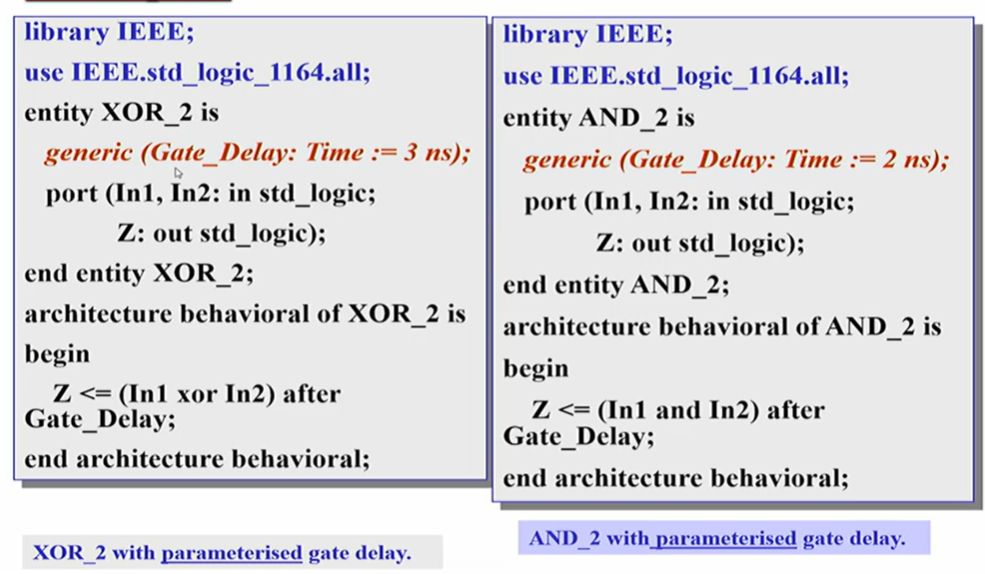 library IEEE;
use IEEE.std_logic_1164.all;
entity XOR_2 is
generic (Gate_Delay: Time := 3 ns);
port (In1, In2: in std_logic;
Z: out std_logic);
end entity XOR_2;
architecture behavioral of XOR_2 is
begin
Z <= (In1 xor In2) after
Gate_Delay;
end architecture behavioral;
XOR_2 with parameterised gate delay.
library IEEE;
use IEEE.std_logic_1164.all;
entity AND_2 is
generic (Gate_Delay: Time := 2 ns);
port (In1, In2: in std_logic;
Z: out std_logic);
end entity AND_2;
architecture behavioral of AND_2 is
begin
Z <= (In1 and In2) after
Gate_Delay;
end architecture behavioral;
AND_2 with parameterised gate delay.